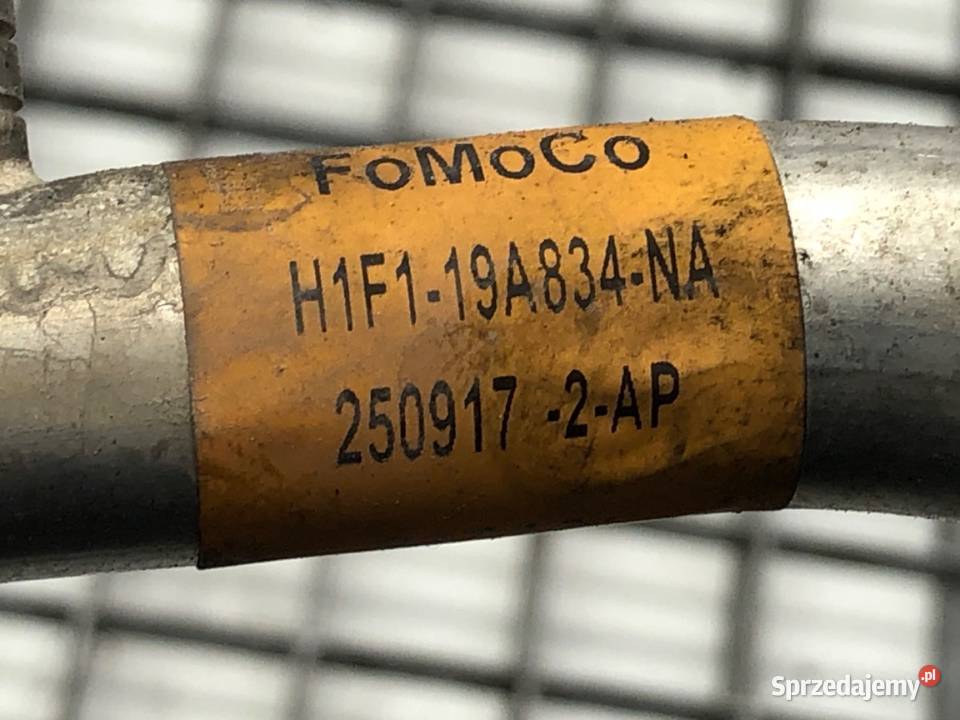 FoMoCo
H1F1-19A834-NA
250917 -2-AP
Sprzedajemy.pl